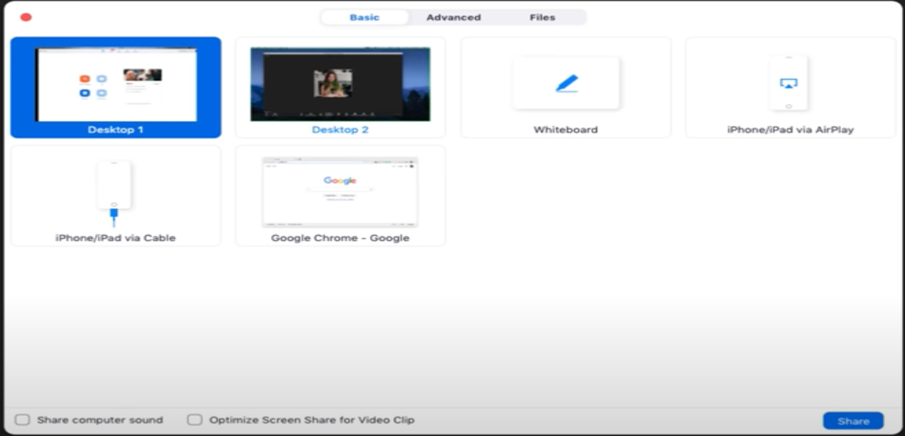 Basic Advanced Files
Desktop 1
Desktop 2
Whiteboard
iPhone/iPad via AirPlay
Google
iPhone/iPad via Cable
Google Chrome - Google
Share computer sound
Optimize Screen Share for Video Clip
Share